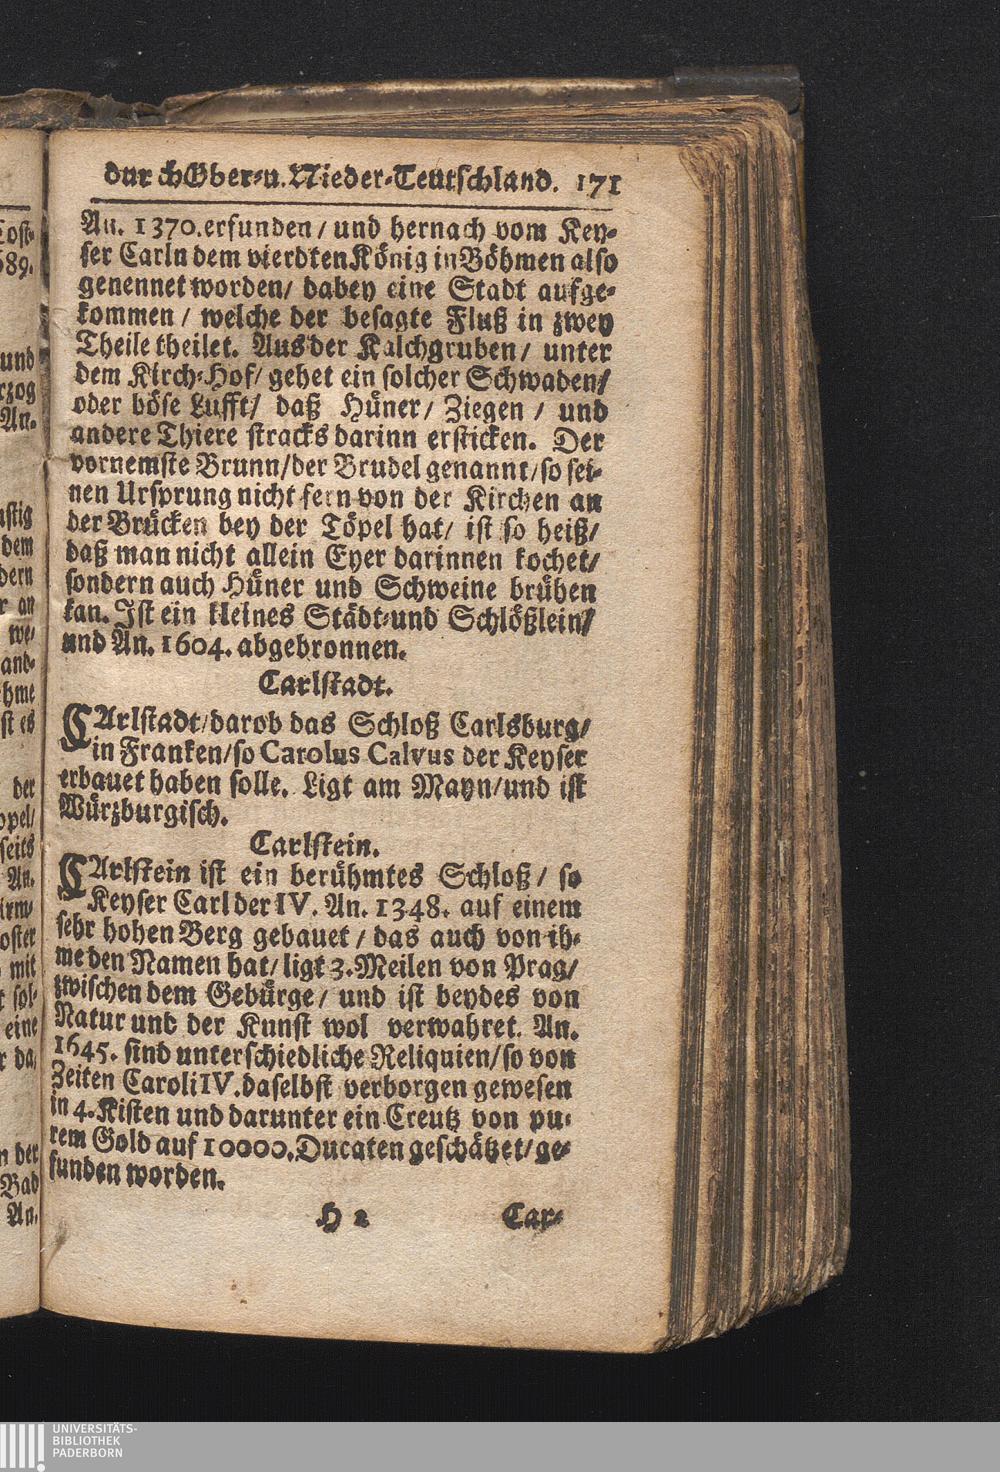 durch Ober-u. Nieder-Teutschland. 171
An. 1370. erfunden / und hernach vom Key-
ser Carln dem vierdten König in Böhmen also
genennet worden / dabey eine Stadt aufge-
kommen / welche der besagte Fluß in zwey
Theile theilet. Aus der Kalchgruben / unter
dem Kirch-Hof / gehet ein solcher Schwaden /
oder böse Lufft / daß Hüner / Ziegen / und
andere Thiere stracks darinn ersticken. Der
vornemste Brunn / der Brudel genannt / so sei-
nen Ursprung nicht fern von der Kirchen an
der Brücken bey der Töpel hat / ist so heiß /
daß man nicht allein Eyer darinnen kochet /
sondern auch Hüner und Schweine brühen
kan. Ist ein kleines Städt-und Schlößlein /
und An. 1604. abgebronnen.
Carlstadt.
CArlstadt / darob das Schloß Carlsburg /
in Franken / so Carolus Calvus der Keyser
erbauet haben solle. Ligt am Mayn / und ist
Würzburgisch.
Carlstein.
CArlstein ist ein berühmtes Schloß / so
Keyser Carl der IV. An. 1348. auf einem
sehr hohen Berg gebauet / das auch von ih-
me den Namen hat / ligt 3. Meilen von Prag /
zwischen dem Gebürge / und ist beydes von
Natur und der Kunst wol verwahret. An.
1645. sind unterschiedliche Reliquien / so von
Zeiten Caroli IV. daselbst verborgen gewesen
in 4. Kisten und darunter ein Creutz von pu-
rem Gold auf 10000. Ducaten geschätzet / ge-
funden worden.
H 2 Car-
UNIVERSITÄTS-
BIBLIOTHEK
PADERBORN